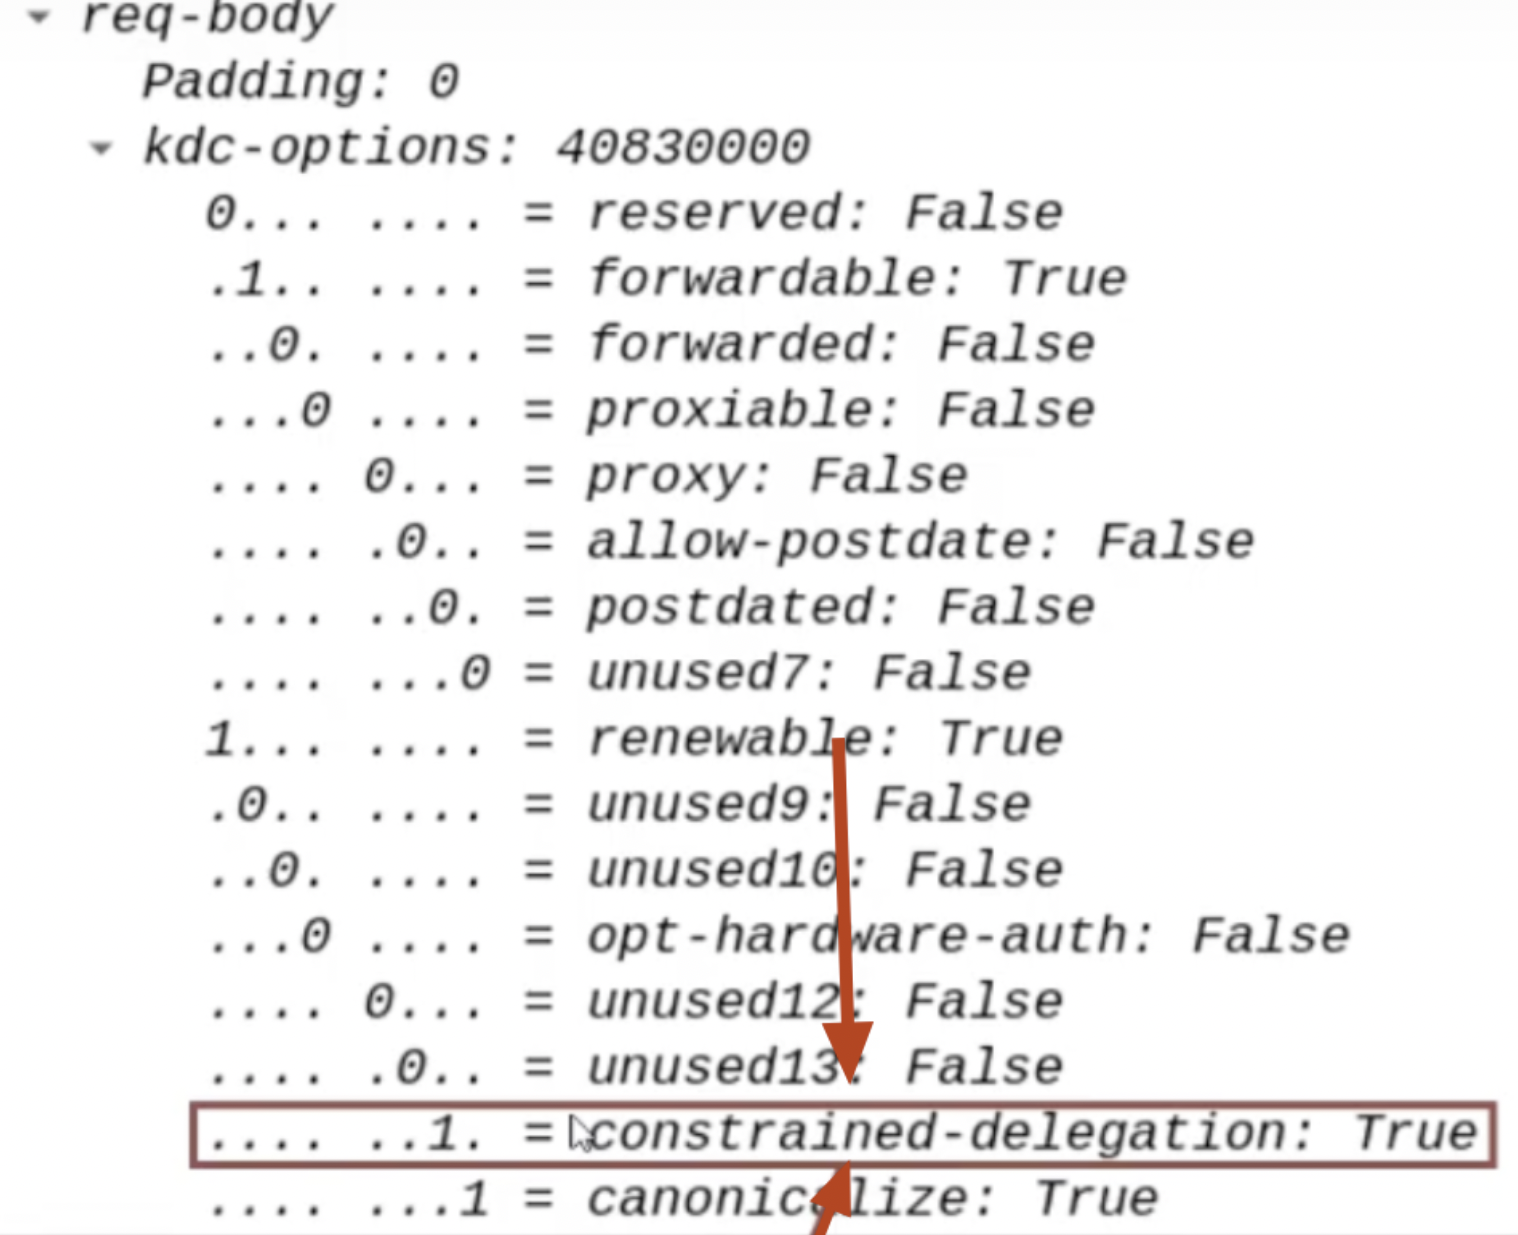 req-body
Padding: 0
kdc-options: 40830000
0... .... = reserved: False
.1.. .... = forwardable: True
..0. .... = forwarded: False
...0 .... = proxiable: False
.... 0... = proxy: False
.... .0.. = allow-postdate: False
.... ..0. = postdated: False
.... ...0 = unused7: False
1... .... = renewable: True
.0.. .... = unused9: False
..0. .... = unused10: False
...0 .... = opt-hardware-auth: False
.... 0... = unused12: False
.... .0.. = unused13: False
.... ..1. = constrained-delegation: True
.... ...1 = canonicalize: True